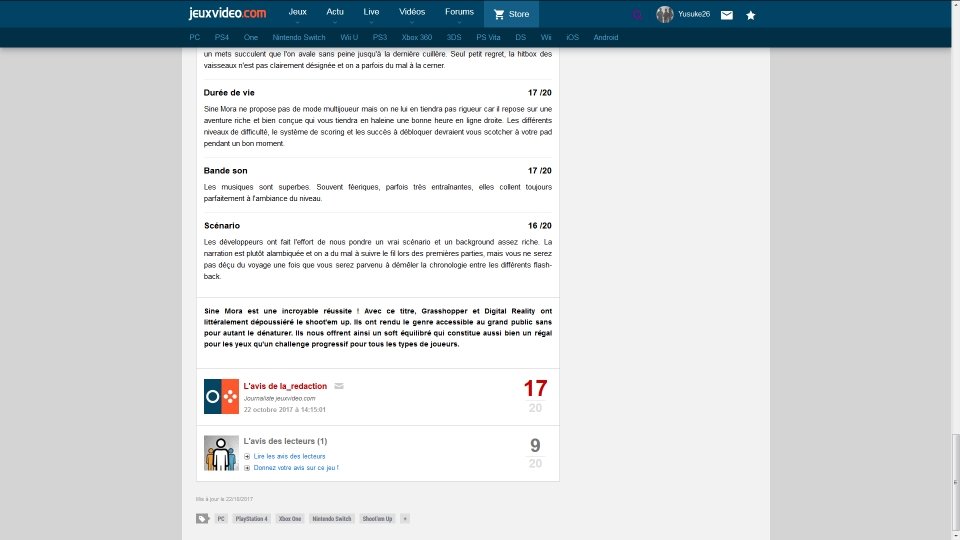 jeuxvideo.com Jeux Actu Live Vidéos Forums Store Yusuke26
PC PS4 One Nintendo Switch Wii U PS3 Xbox 360 3DS PS Vita DS Wii iOS Android
un mets succulent que l'on avale sans peine jusqu'à la dernière cuillère. Seul petit regret, la hitbox des
vaisseaux n'est pas clairement désignée et on a parfois du mal à la cerner.
Durée de vie 17 /20
Sine Mora ne propose pas de mode multijoueur mais on ne lui en tiendra pas rigueur car il repose sur une
aventure riche et bien conçue qui vous tiendra en haleine une bonne heure en ligne droite. Les différents
niveaux de difficulté, le système de scoring et les succès à débloquer devraient vous scotcher à votre pad
pendant un bon moment.
Bande son 17 /20
Les musiques sont superbes. Souvent féeriques, parfois très entraînantes, elles collent toujours
parfaitement à l'ambiance du niveau.
Scénario 16 /20
Les développeurs ont fait l'effort de nous pondre un vrai scénario et un background assez riche. La
narration est plutôt alambiquée et on a du mal à suivre le fil lors des premières parties, mais vous ne serez
pas déçu du voyage une fois que vous serez parvenu à démêler la chronologie entre les différents flash-
back.
Sine Mora est une incroyable réussite ! Avec ce titre, Grasshopper et Digital Reality ont
littéralement dépoussiéré le shoot'em up. Ils ont rendu le genre accessible au grand public sans
pour autant le dénaturer. Ils nous offrent ainsi un soft équilibré qui constitue aussi bien un régal
pour les yeux qu'un challenge progressif pour tous les types de joueurs.
L'avis de la_redaction 17
Journaliste jeuxvideo.com
22 octobre 2017 à 14:15:01 20
L'avis des lecteurs (1) 9
Lire les avis des lecteurs
Donnez votre avis sur ce jeu ! 20
Mis à jour le 22/10/2017
PC PlayStation 4 Xbox One Nintendo Switch Shoot'em Up +